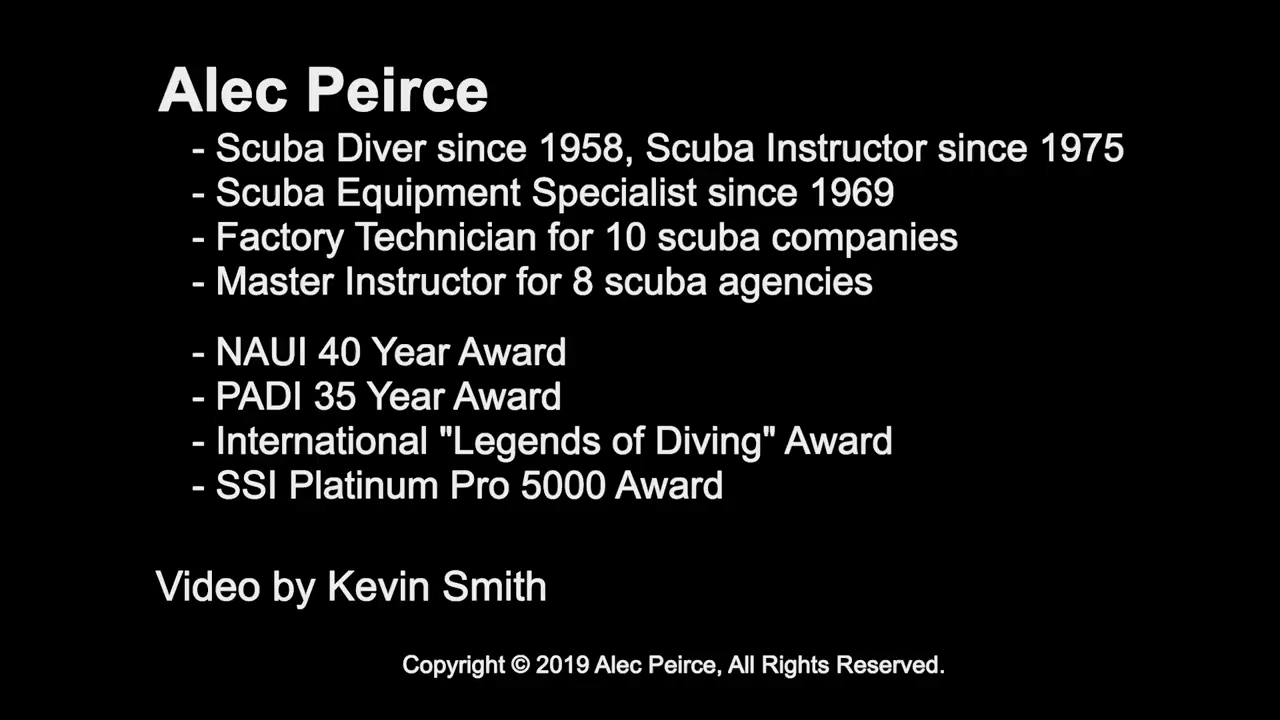 Alec Peirce
- Scuba Diver since 1958, Scuba Instructor since 1975
- Scuba Equipment Specialist since 1969
- Factory Technician for 10 scuba companies
- Master Instructor for 8 scuba agencies
- NAUI 40 Year Award
- PADI 35 Year Award
- International "Legends of Diving" Award
- SSI Platinum Pro 5000 Award
Video by Kevin Smith
Copyright © 2019 Alec Peirce, All Rights Reserved.